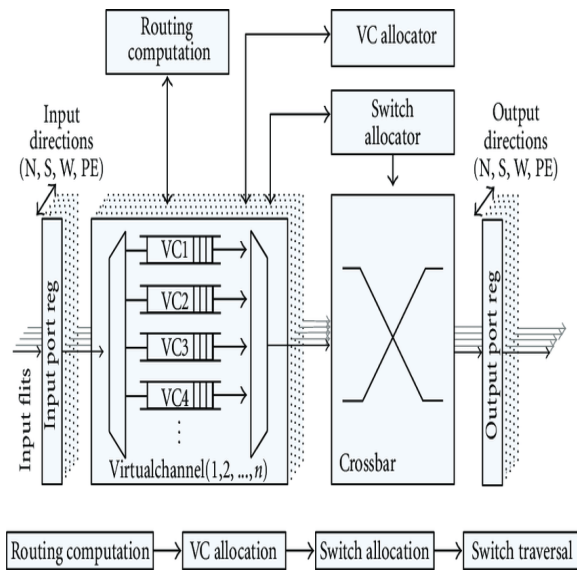 Routing
computation
VC allocator
Switch
allocator
Input
directions
(N, S, W, PE)
Output
directions
(N, S, W, PE)
Input flits
Input port reg
VC1
VC2
VC3
VC4
Virtualchannel(1,2, ...,n)
Crossbar
Output port reg
Routing computation
VC allocation
Switch allocation
Switch traversal